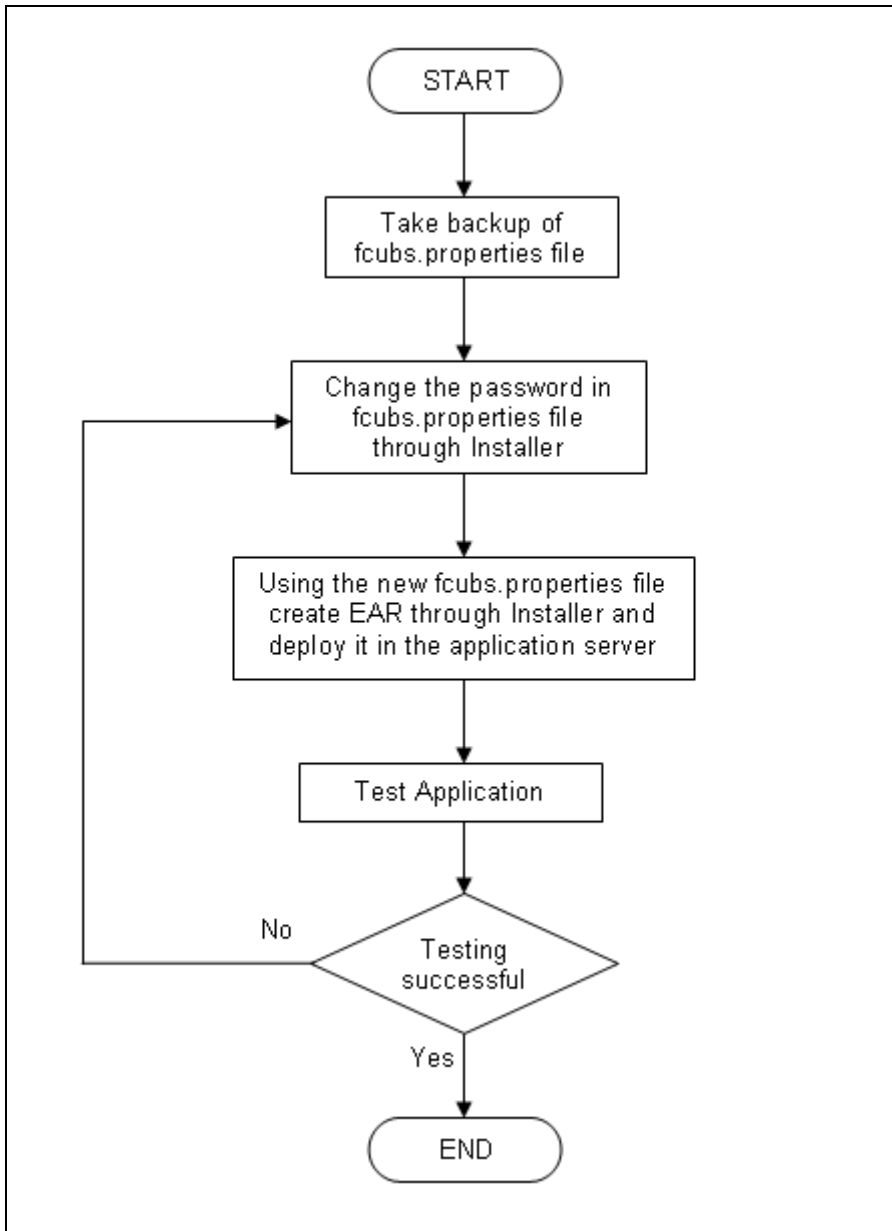 START
Take backup of
fcubs.properties file
Change the password in
fcubs.properties file
through Installer
Using the new fcubs.properties file
create EAR through Installer and
deploy it in the application server
Test Application
No
Testing
successful
Yes
END